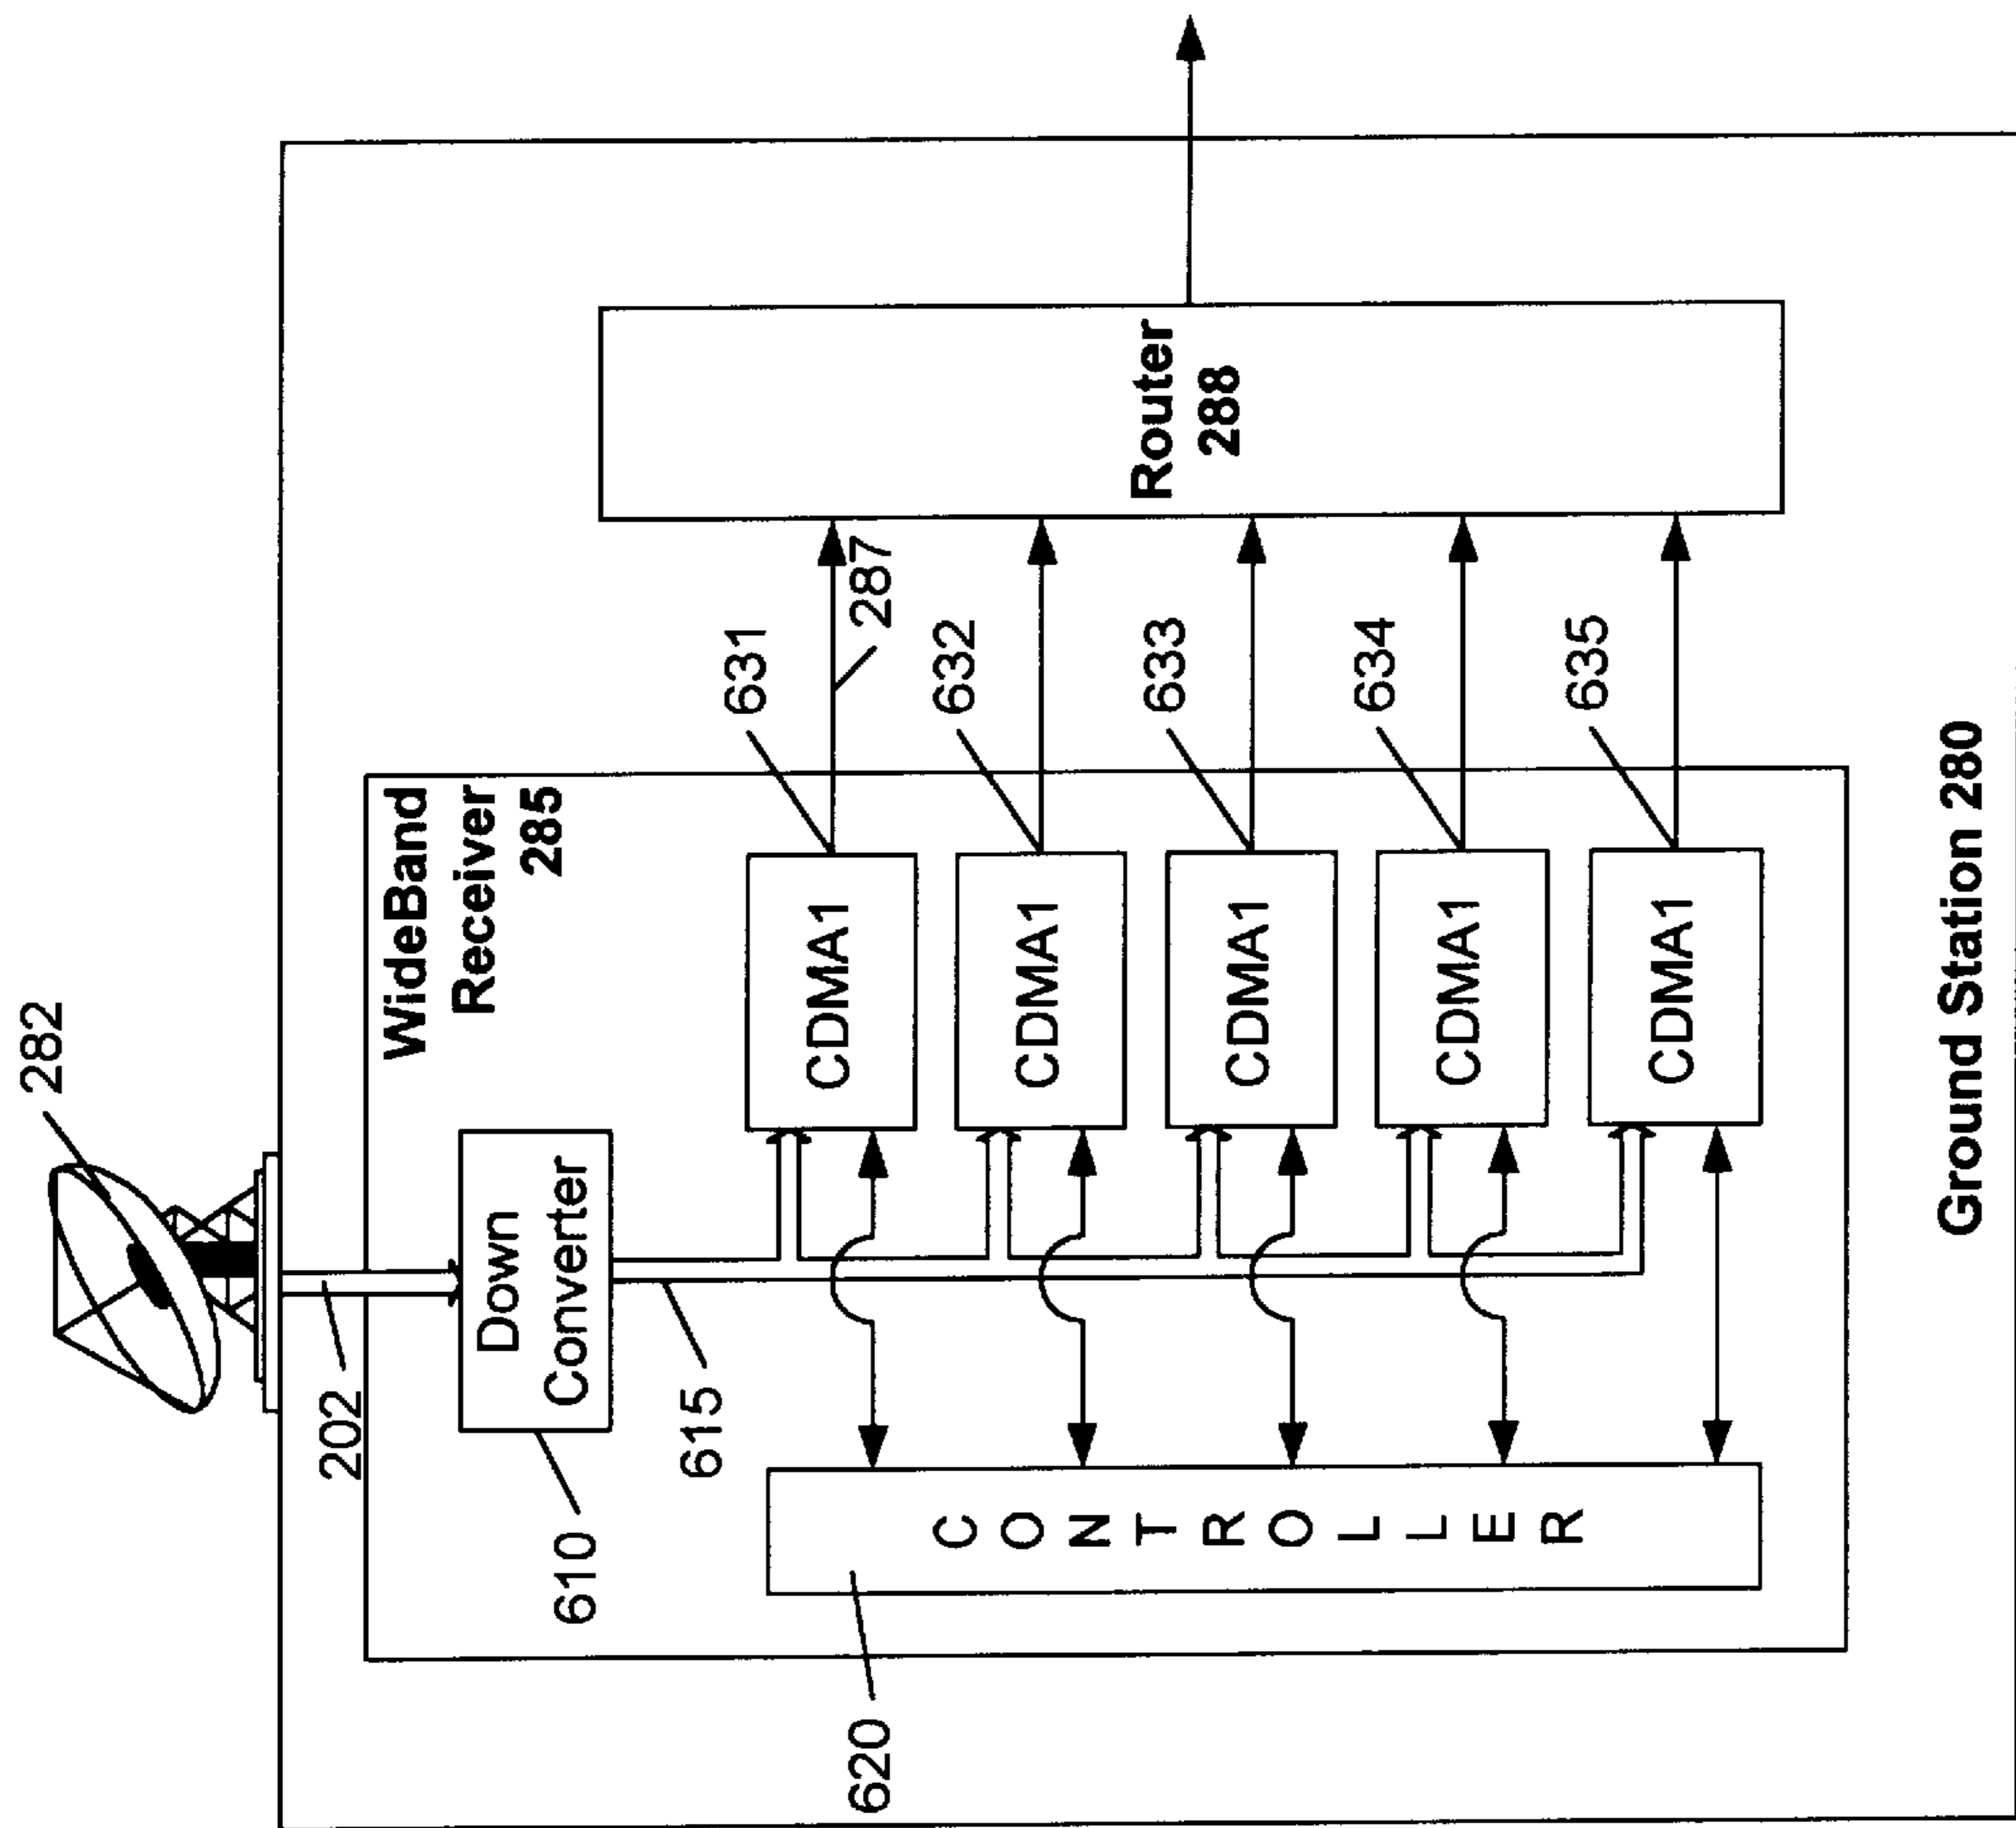 282
202
WideBand
Receiver
285
Down
Converter
610
615
620
CONTROLLER
CDMA1
631
287
CDMA1
632
CDMA1
633
CDMA1
634
CDMA1
635
Router
288
Ground Station 280